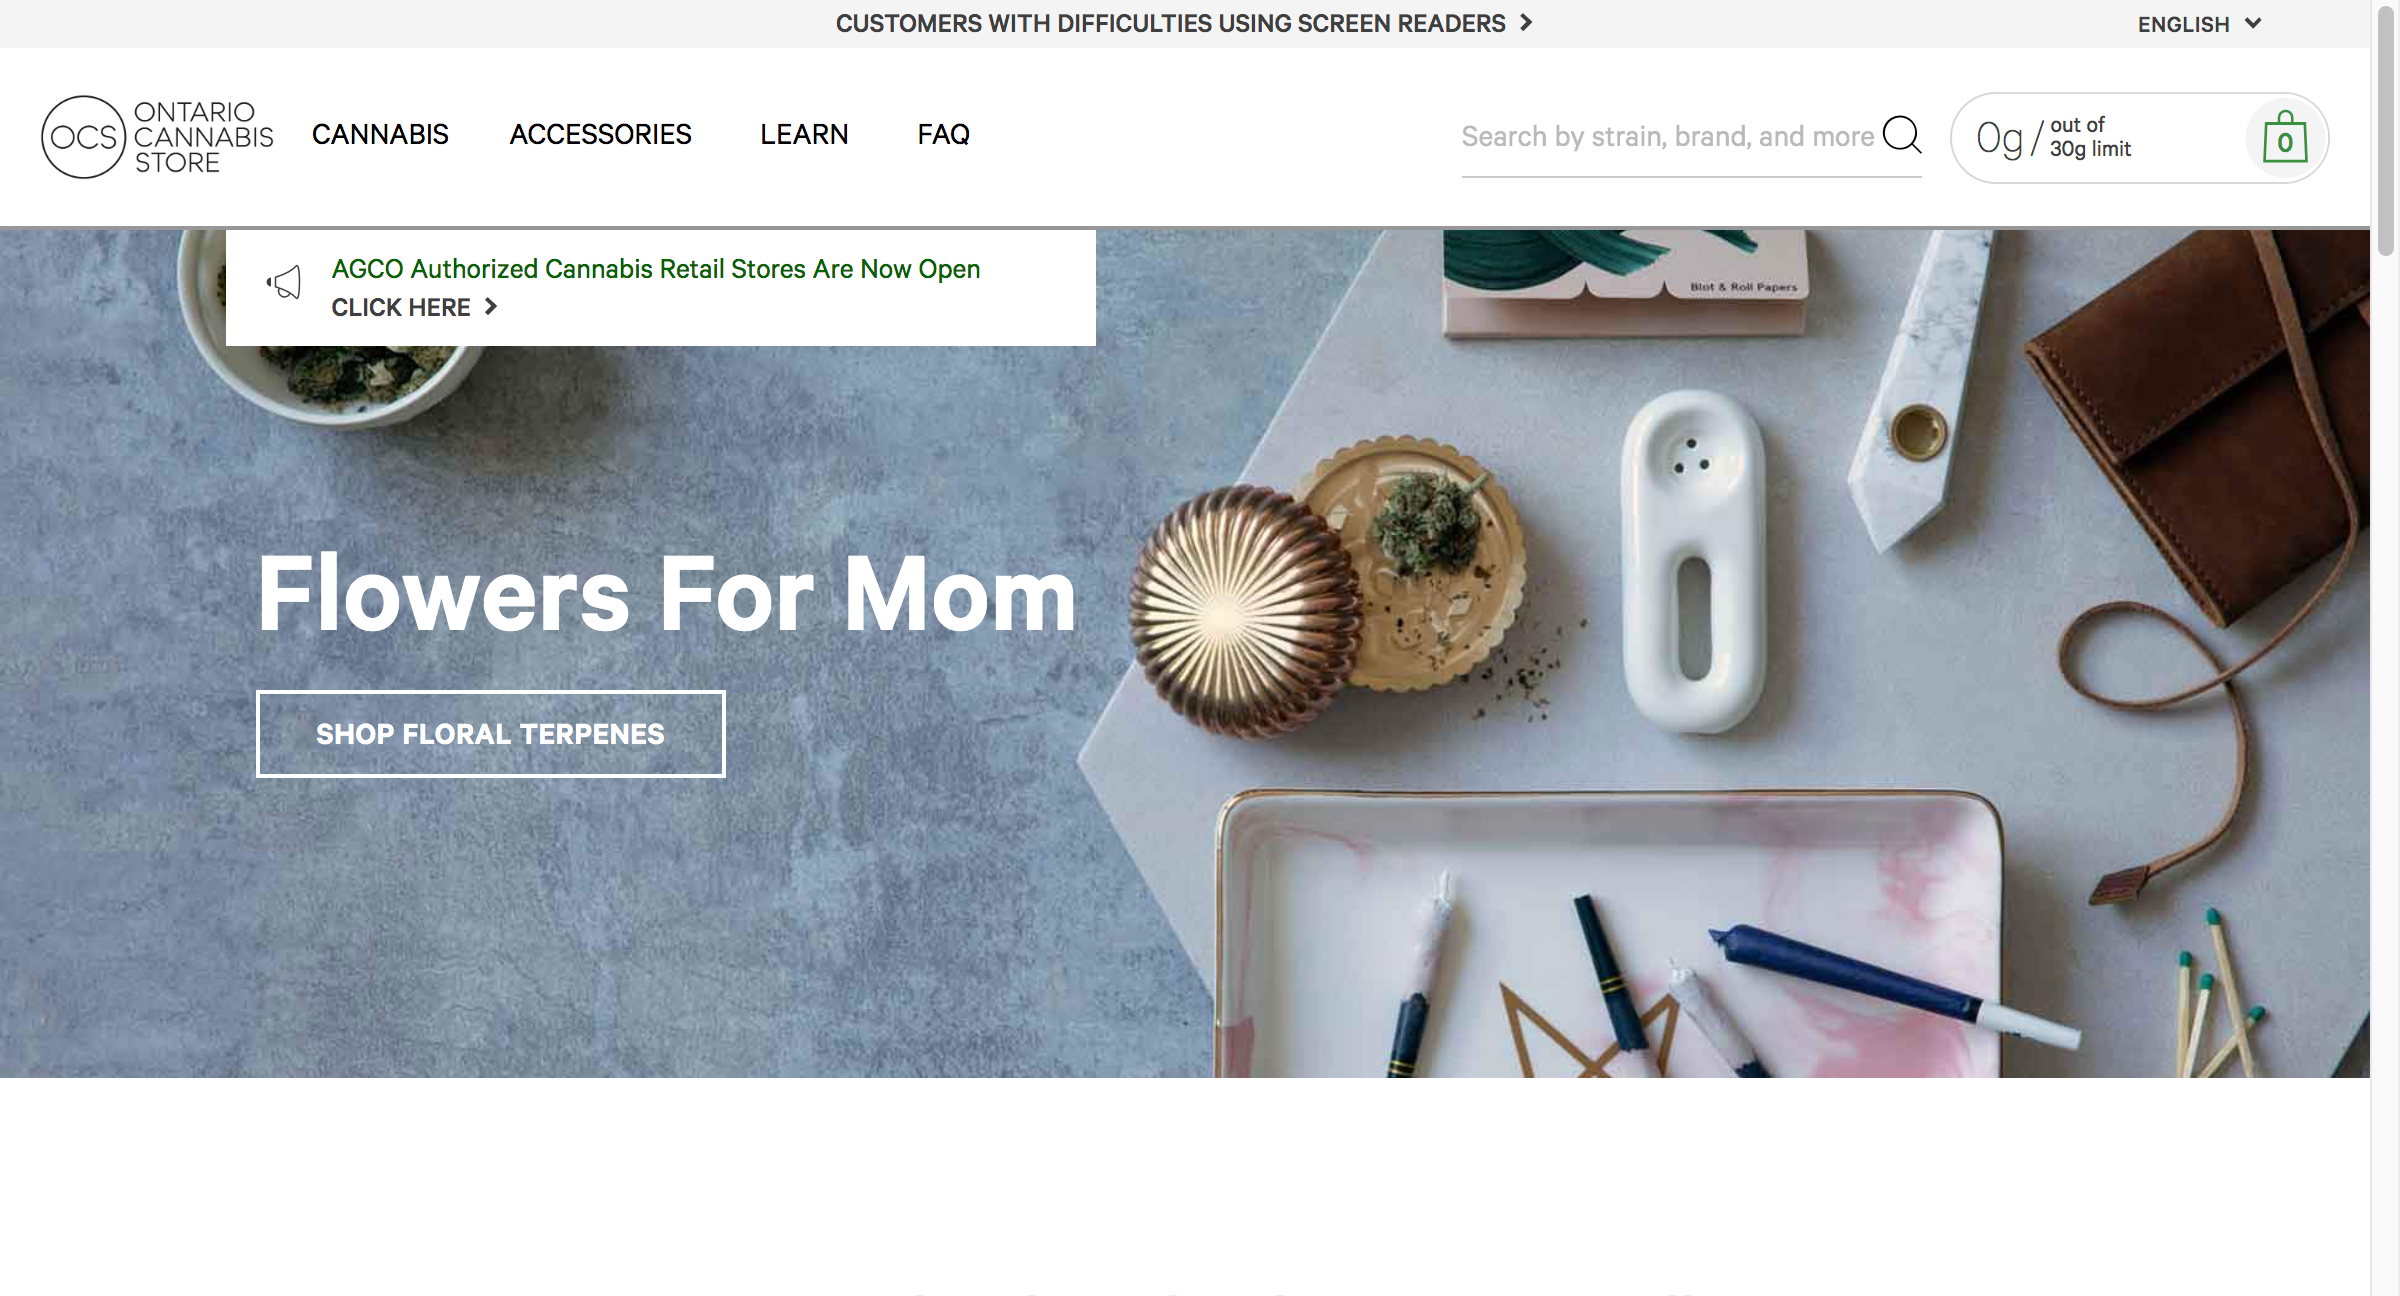 CUSTOMERS WITH DIFFICULTIES USING SCREEN READERS
ENGLISH
OCS
ONTARIO
CANNABIS
STORE
CANNABIS
ACCESSORIES
LEARN
FAQ
Search by strain, brand, and more
0g / out of
30g limit
0
AGCO Authorized Cannabis Retail Stores Are Now Open
CLICK HERE
Blot & Roll Papers
Flowers For Mom
SHOP FLORAL TERPENES